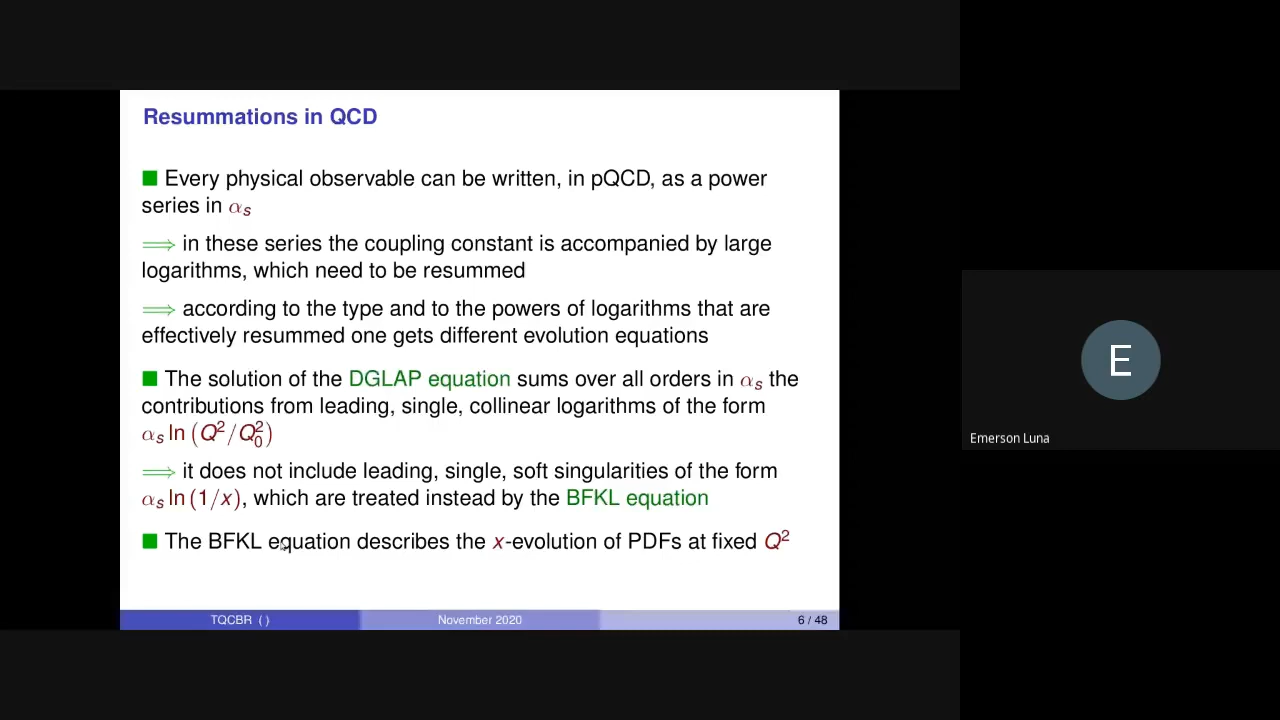 Resummations in QCD
■ Every physical observable can be written, in pQCD, as a power
series in αs
⟹ in these series the coupling constant is accompanied by large
logarithms, which need to be resummed
⟹ according to the type and to the powers of logarithms that are
effectively resummed one gets different evolution equations
■ The solution of the DGLAP equation sums over all orders in αs the
contributions from leading, single, collinear logarithms of the form
αs ln (Q²/Q₀²)
⟹ it does not include leading, single, soft singularities of the form
αs ln (1/x), which are treated instead by the BFKL equation
■ The BFKL equation describes the x-evolution of PDFs at fixed Q²
TQCBR ( )
November 2020
6 / 48
E
Emerson Luna